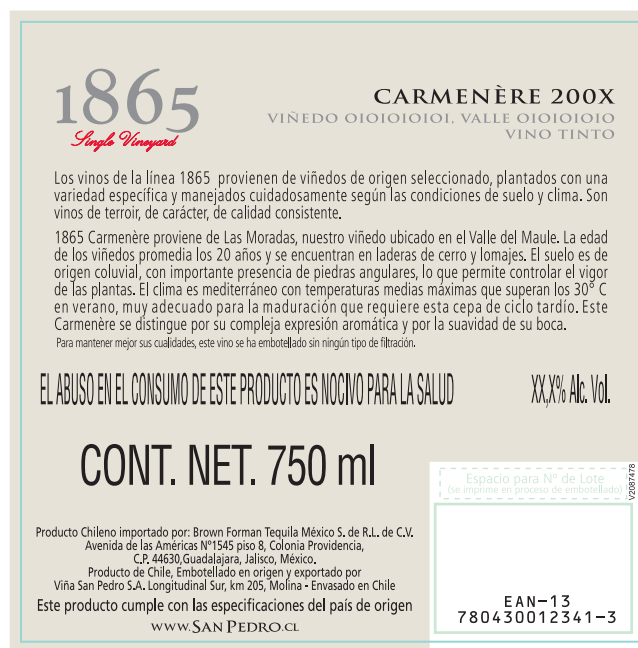 1865
Single Vineyard
CARMENÈRE 200X
VIÑEDO OIOIOIOIOI, VALLE OIOIOIOIO
VINO TINTO
Los vinos de la línea 1865 provienen de viñedos de origen seleccionado, plantados con una
variedad específica y manejados cuidadosamente según las condiciones de suelo y clima. Son
vinos de terroir, de carácter, de calidad consistente.
1865 Carmenère proviene de Las Moradas, nuestro viñedo ubicado en el Valle del Maule. La edad
de los viñedos promedia los 20 años y se encuentran en laderas de cerro y lomajes. El suelo es de
origen coluvial, con importante presencia de piedras angulares, lo que permite controlar el vigor
de las plantas. El clima es mediterráneo con temperaturas medias máximas que superan los 30° C
en verano, muy adecuado para la maduración que requiere esta cepa de ciclo tardío. Este
Carmenère se distingue por su compleja expresión aromática y por la suavidad de su boca.
Para mantener mejor sus cualidades, este vino se ha embotellado sin ningún tipo de filtración.
EL ABUSO EN EL CONSUMO DE ESTE PRODUCTO ES NOCIVO PARA LA SALUD
XX,X% Alc. Vol.
CONT. NET. 750 ml
Espacio para Nº de Lote
(se imprime en proceso de embotellado)
V2087478
Producto Chileno importado por: Brown Forman Tequila México S. de R.L. de C.V.
Avenida de las Américas Nº1545 piso 8, Colonia Providencia,
C.P. 44630,Guadalajara, Jalisco, México.
Producto de Chile, Embotellado en origen y exportado por
Viña San Pedro S.A. Longitudinal Sur, km 205, Molina - Envasado en Chile
Este producto cumple con las especificaciones del país de origen
WWW.SAN PEDRO.CL
EAN-13
780430012341-3